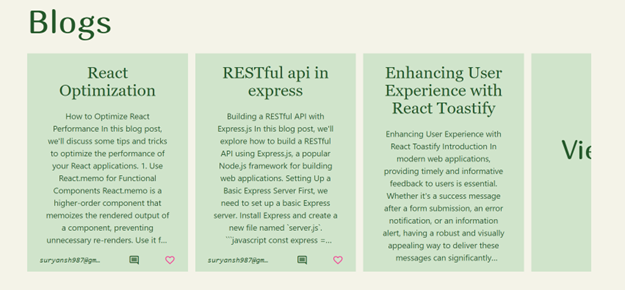 Blogs
React
Optimization
How to Optimize React
Performance In this blog post,
we'll discuss some tips and tricks
to optimize the performance of
your React applications. 1. Use
React.memo for Functional
Components React.memo is a
higher-order component that
memoizes the rendered output of
a component, preventing
unnecessary re-renders. Use it f...
suryansh987@gm…
RESTful api in
express
Building a RESTful API with
Express.js In this blog post, we'll
explore how to build a RESTful
API using Express.js, a popular
Node.js framework for building
web applications. Setting Up a
Basic Express Server First, we
need to set up a basic Express
server. Install Express and create a
new file named `server.js`.
```javascript const express =...
suryansh987@gm…
Enhancing User
Experience with
React Toastify
Enhancing User Experience with
React Toastify Introduction In
modern web applications,
providing timely and informative
feedback to users is essential.
Whether it's a success message
after a form submission, an error
notification, or an information
alert, having a robust and visually
appealing way to deliver these
messages can significantly...
Vie